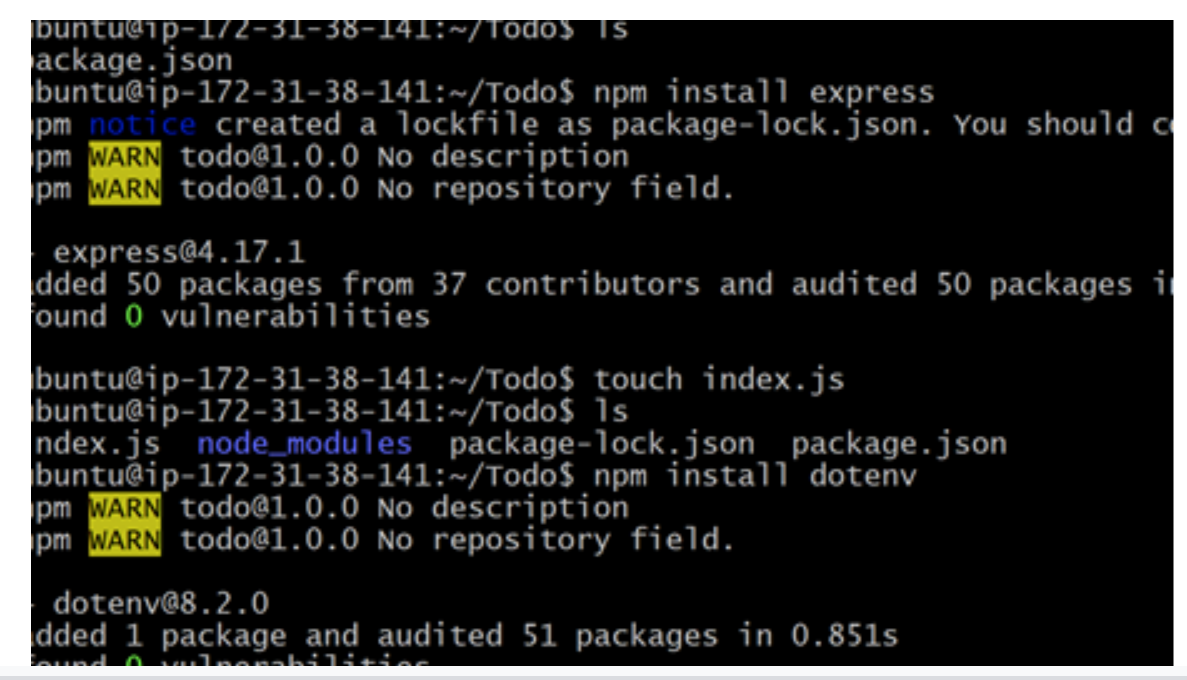 buntu@ip-172-31-38-141:~/Todo$ ls
ackage.json
buntu@ip-172-31-38-141:~/Todo$ npm install express
pm notice created a lockfile as package-lock.json. You should c
pm WARN todo@1.0.0 No description
pm WARN todo@1.0.0 No repository field.
express@4.17.1
dded 50 packages from 37 contributors and audited 50 packages i
ound 0 vulnerabilities
buntu@ip-172-31-38-141:~/Todo$ touch index.js
buntu@ip-172-31-38-141:~/Todo$ ls
ndex.js node_modules package-lock.json package.json
buntu@ip-172-31-38-141:~/Todo$ npm install dotenv
pm WARN todo@1.0.0 No description
pm WARN todo@1.0.0 No repository field.
dotenv@8.2.0
dded 1 package and audited 51 packages in 0.851s
ound 0 vulnerabilities